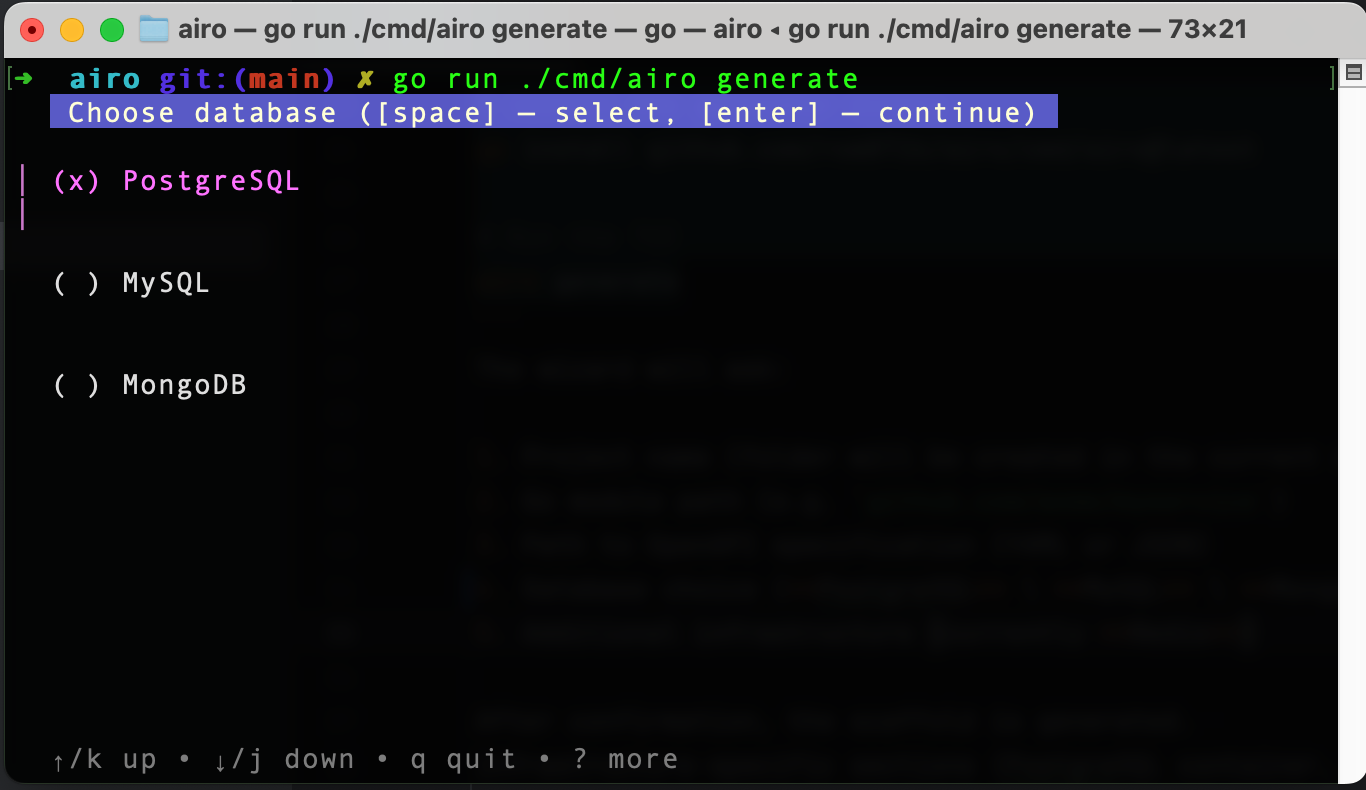 airo — go run ./cmd/airo generate — go — airo ◂ go run ./cmd/airo generate — 73×21
[➜  airo git:(main) ✗ go run ./cmd/airo generate ]
Choose database ([space] — select, [enter] — continue)
│ (x) PostgreSQL
│
( ) MySQL
( ) MongoDB
↑/k up • ↓/j down • q quit • ? more